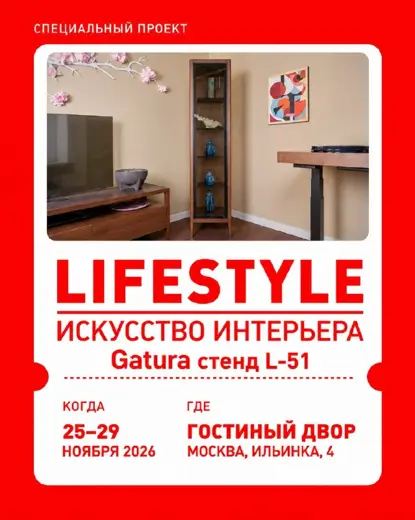 СПЕЦИАЛЬНЫЙ ПРОЕКТ
LIFESTYLE
ИСКУССТВО ИНТЕРЬЕРА
Gatura стенд L-51
КОГДА
25–29
НОЯБРЯ 2026
ГДЕ
ГОСТИНЫЙ ДВОР
МОСКВА, ИЛЬИНКА, 4